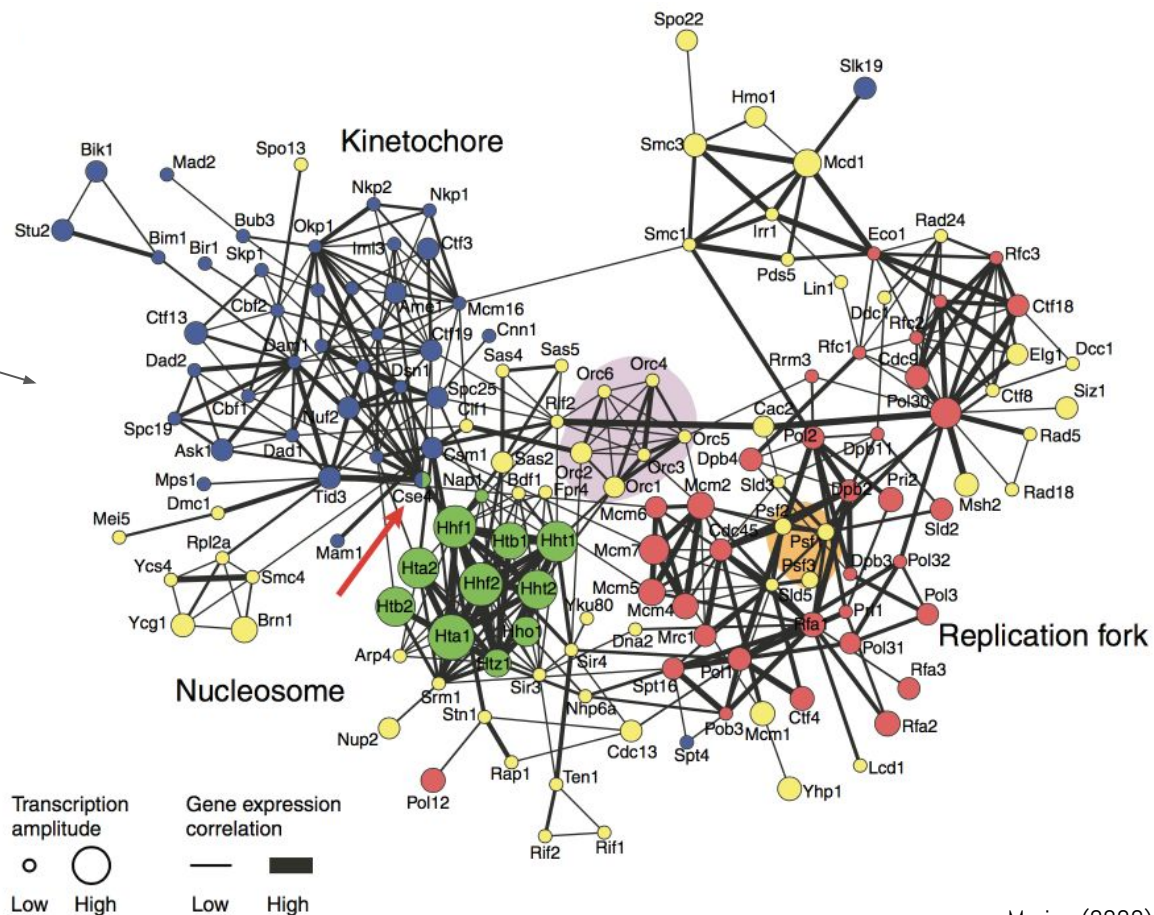 Spo22
Slk19
Hmo1
Kinetochore
Smc3
Mcd1
Bik1
Mad2
Spo13
Nkp2
Nkp1
Stu2
Bub3
Okp1
Iml3
Ctf3
Irr1
Smc1
Eco1
Rad24
Rfc3
Bim1
Bir1
Skp1
Pds5
Lin1
Ddc1
Ctf18
Cbf2
Ame1
Mcm16
Ctf13
Ctf19
Cnn1
Rfc2
Rfc1
Elg1
Dcc1
Dad2
Dam1
Dsn1
Sas4
Sas5
Orc6
Orc4
Rrm3
Cdc9
Ctf8
Siz1
Pol30
Spc25
Cbf1
Nuf2
Clf1
Rlf2
Cac2
Spc19
Ask1
Dad1
Csm1
Sas2
Orc2
Orc3
Orc5
Pol2
Dpb11
Rad5
Dpb4
Mps1
Tid3
Cse4
Nap1
Bdf1
Fpr4
Orc1
Mcm2
Sld3
Dpb2
Pri2
Msh2
Rad18
Dmc1
Mei5
Mam1
Hhf1
Htb1
Hht1
Mcm6
Cdc45
Psf2
Psf
Sld2
Rpl2a
Hta2
Mcm7
Psf3
Dpb3
Pol32
Ycs4
Smc4
Hhf2
Hht2
Mcm5
Sld5
Htb2
Yku80
Mcm4
Pri1
Pol3
Ycg1
Brn1
Hta1
Hho1
Dna2
Mrc1
Rfa
Replication fork
Arp4
Htz1
Sir4
Pol1
Pol31
Nucleosome
Srm1
Sir3
Spt16
Rfa3
Nhp6a
Stn1
Nup2
Cdc13
Pob3
Mcm1
Ctf4
Rfa2
Spt4
Rap1
Lcd1
Pol12
Ten1
Yhp1
Rif2
Rif1
Transcription
amplitude
Gene expression
correlation
Low High
Low High
(2008)